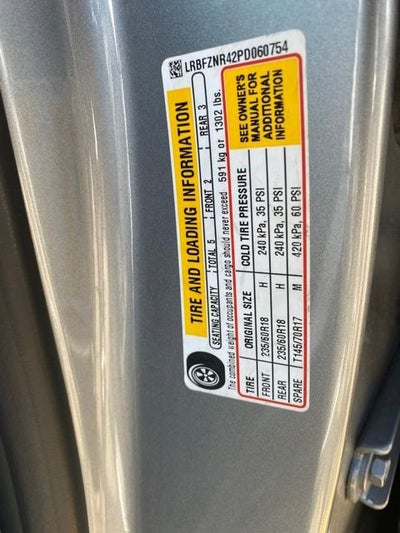 LRBFZNR42PD060754
TIRE AND LOADING INFORMATION
SEATING CAPACITY TOTAL 5 FRONT 2 REAR 3
The combined weight of occupants and cargo should never exceed 591 kg or 1302 lbs.
TIRE ORIGINAL SIZE COLD TIRE PRESSURE
FRONT 235/60R18 H 240 kPa, 35 PSI
REAR 235/60R18 H 240 kPa, 35 PSI
SPARE T145/70R17 M 420 kPa, 60 PSI
SEE OWNER'S
MANUAL FOR
ADDITIONAL
INFORMATION